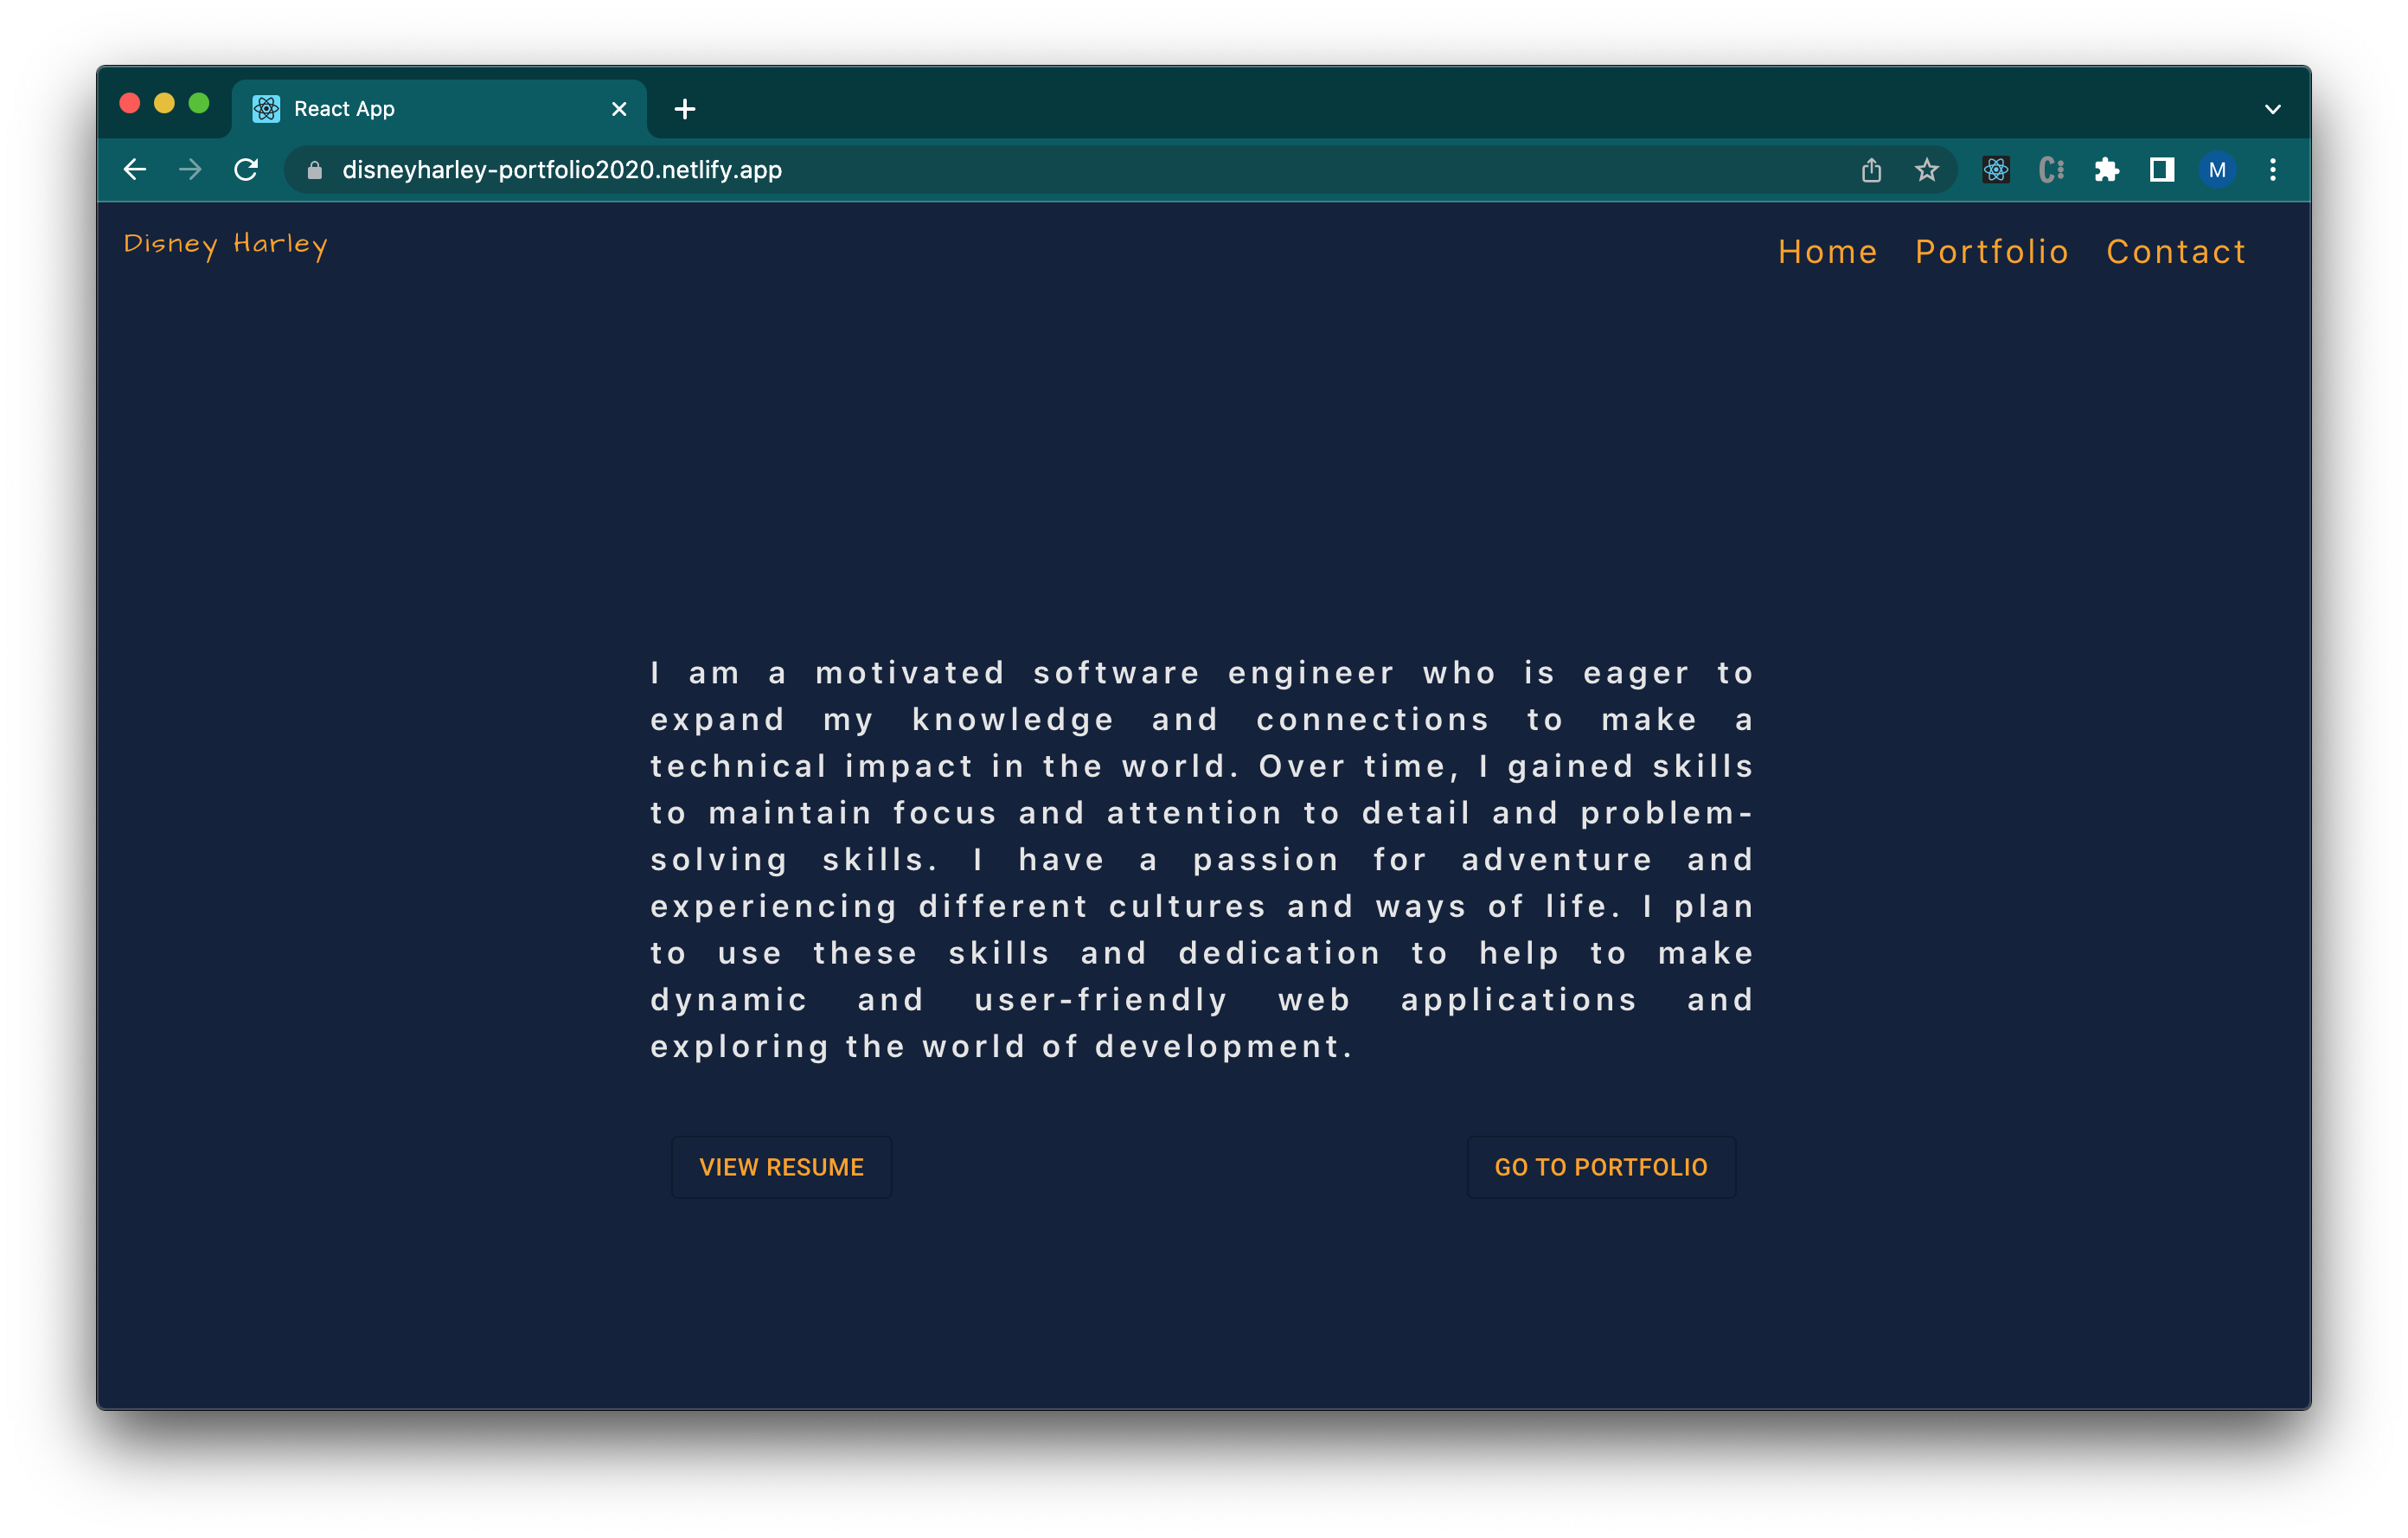 React App
disneyharley-portfolio2020.netlify.app
M
Disney Harley
Home Portfolio Contact
I am a motivated software engineer who is eager to
expand my knowledge and connections to make a
technical impact in the world. Over time, I gained skills
to maintain focus and attention to detail and problem-
solving skills. I have a passion for adventure and
experiencing different cultures and ways of life. I plan
to use these skills and dedication to help to make
dynamic and user-friendly web applications and
exploring the world of development.
VIEW RESUME
GO TO PORTFOLIO